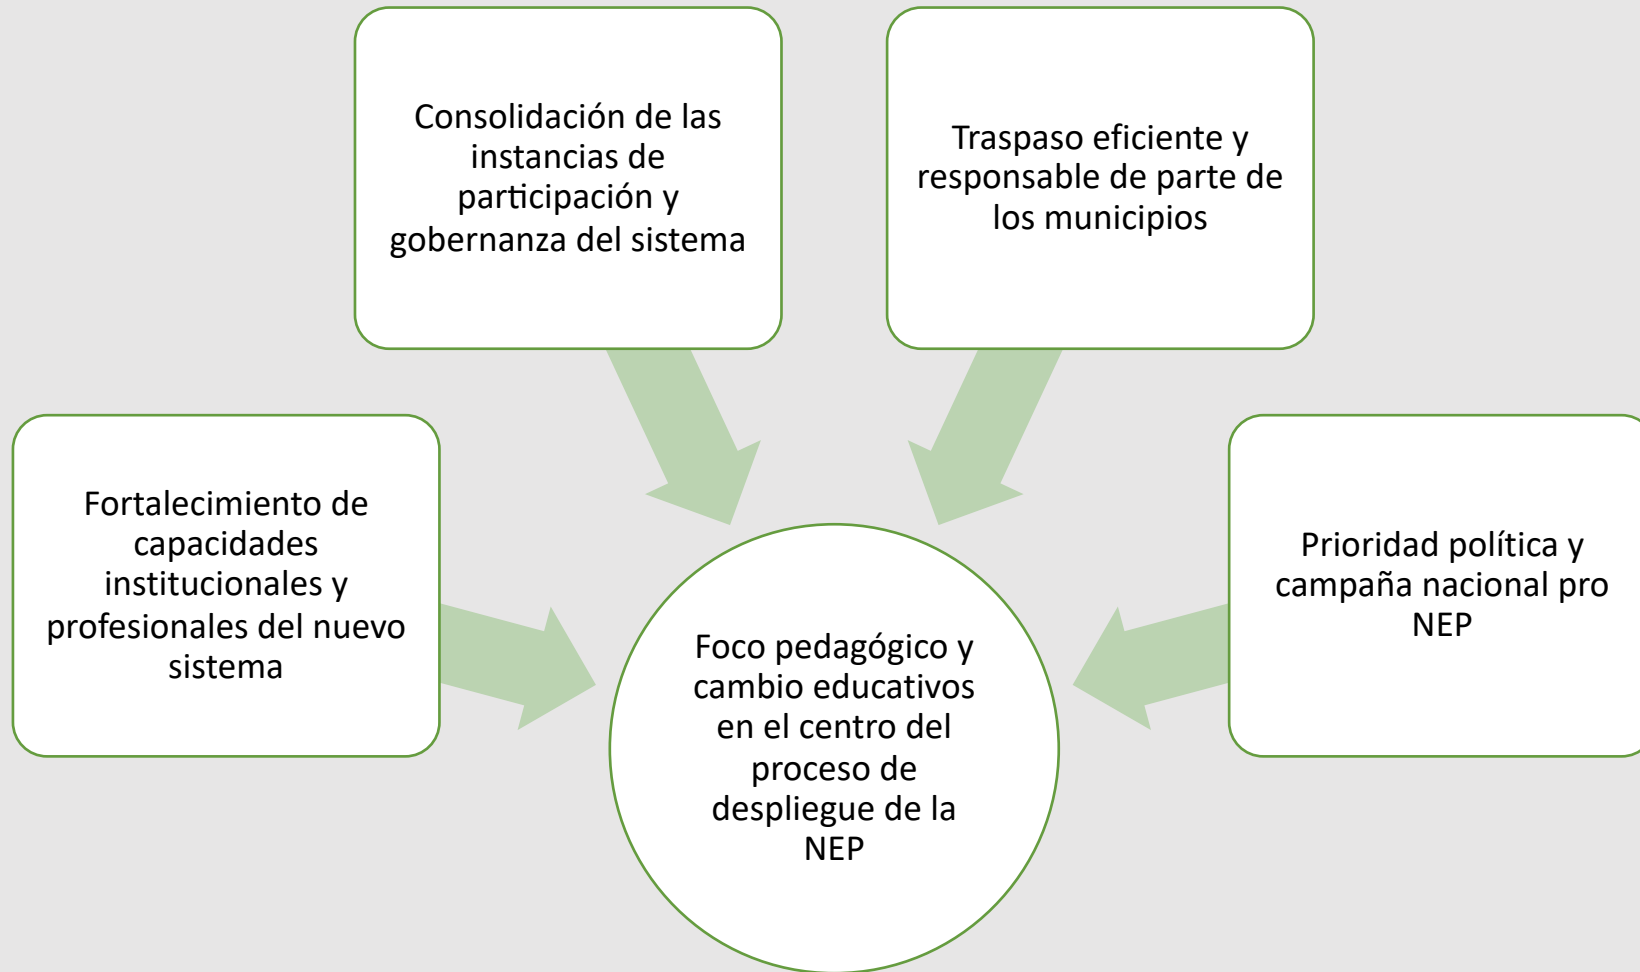 Consolidación de las
instancias de
participación y
gobernanza del sistema
Traspaso eficiente y
responsable de parte de
los municipios
Fortalecimiento de
capacidades
institucionales y
profesionales del nuevo
sistema
Prioridad política y
campaña nacional pro
NEP
Foco pedagógico y
cambio educativos
en el centro del
proceso de
despliegue de la
NEP